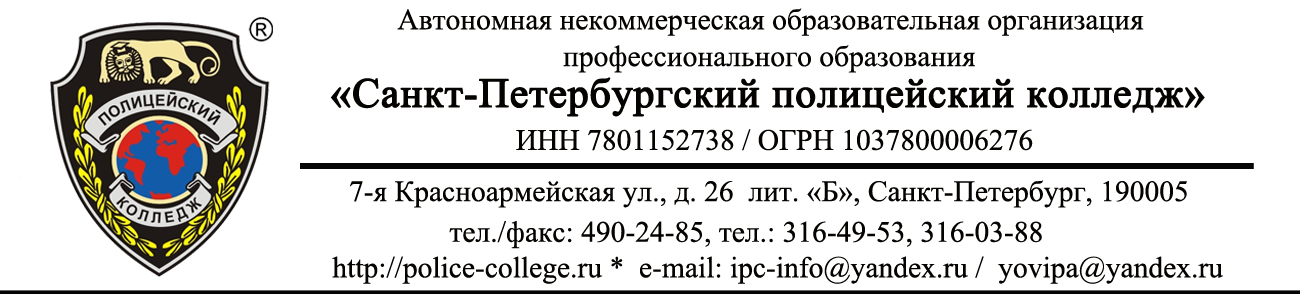 ПОЛИЦЕЙСКИЙ
КОЛЛЕДЖ
®
Автономная некоммерческая образовательная организация
профессионального образования
«Санкт-Петербургский полицейский колледж»
ИНН 7801152738 / ОГРН 1037800006276
7-я Красноармейская ул., д. 26 лит. «Б», Санкт-Петербург, 190005
тел./факс: 490-24-85, тел.: 316-49-53, 316-03-88
http://police-college.ru * e-mail: ipc-info@yandex.ru / yovipa@yandex.ru